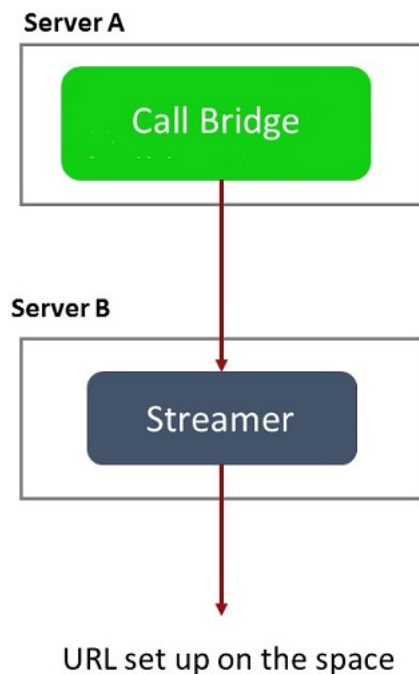 Server A
Call Bridge
Server B
Streamer
URL set up on the space